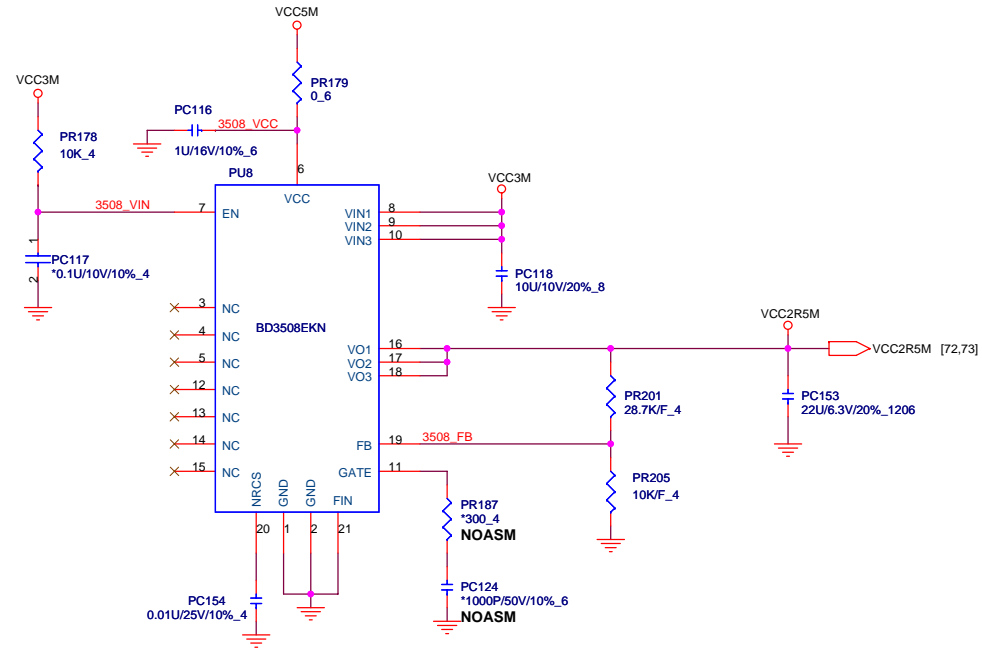 VCC5M
VCC3M
PR179
0_6
PC116
3508_VCC
1U/16V/10%_6
PR178
10K_4
PU8
6
VCC
VCC3M
3508_VIN
7
EN
VIN1
8
VIN2
9
VIN3
10
1
PC117
*0.1U/10V/10%_4
2
PC118
10U/10V/20%_8
3
NC
4
NC
5
NC
12
NC
13
NC
14
NC
15
NC
BD3508EKN
VO1
16
VO2
17
VO3
18
VCC2R5M
VCC2R5M [72,73]
PR201
28.7K/F_4
PC153
22U/6.3V/20%_1206
FB
19
3508_FB
GATE
11
PR205
10K/F_4
NRCS
GND
GND
FIN
20
1
2
21
PR187
*300_4
NOASM
PC154
0.01U/25V/10%_4
PC124
*1000P/50V/10%_6
NOASM